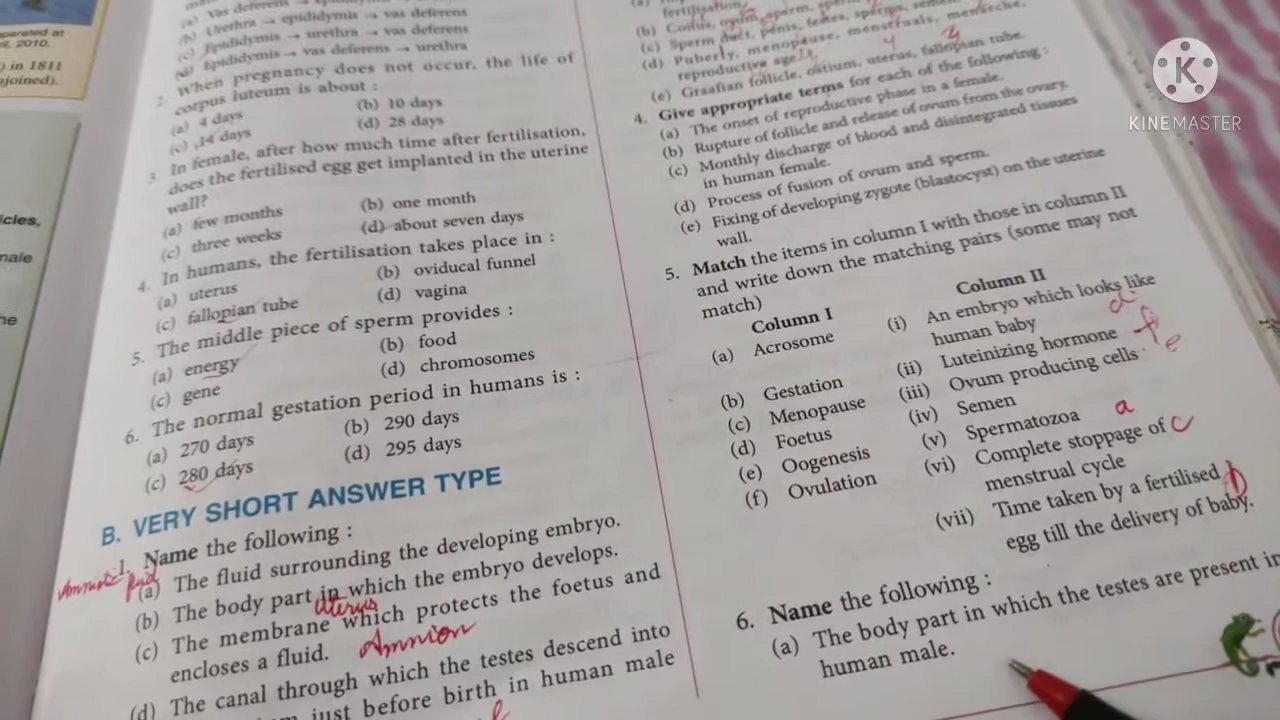 parated at
, 2010.
) in 1811
ejoined).
cles,
male
(a) Vas deferens →
(b) Urethra → epididymis → vas deferens
(c) Epididymis → urethra → vas deferens
(d) Epididymis → vas deferens → urethra
2. When pregnancy does not occur, the life of
corpus luteum is about :
(a) 4 days
(b) 10 days
(c) 14 days
(d) 28 days
3. In female, after how much time after fertilisation,
does the fertilised egg get implanted in the uterine
wall?
(a) few months
(b) one month
(c) three weeks
(d) about seven days
4. In humans, the fertilisation takes place in :
(a) uterus
(b) oviducal funnel
(c) fallopian tube
(d) vagina
5. The middle piece of sperm provides :
(a) energy
(b) food
(c) gene
(d) chromosomes
6. The normal gestation period in humans is :
(a) 270 days
(b) 290 days
(c) 280 days
(d) 295 days
B. VERY SHORT ANSWER TYPE
1. Name the following :
Amniotic fluid
(a) The fluid surrounding the developing embryo.
(b) The body part in which the embryo develops.
Uterus
(c) The membrane which protects the foetus and
encloses a fluid. Amnion
(d) The canal through which the testes descend into
just before birth in human male
fertilisation
(b) Coitus, ovum, sperm,
(c) Sperm duct, penis, testes, sperms,
(d) Puberty, menopause, menstruals, menarche.
reproductive age
(e) Graafian follicle, ostium, uterus, fallopian tube.
4. Give appropriate terms for each of the following :
(a) The onset of reproductive phase in a female.
(b) Rupture of follicle and release of ovum from the ovary.
(c) Monthly discharge of blood and disintegrated tissues
in human female.
(d) Process of fusion of ovum and sperm.
(e) Fixing of developing zygote (blastocyst) on the uterine
wall.
5. Match the items in column I with those in column II
and write down the matching pairs (some may not
match)
Column I
Column II
(a) Acrosome
(i) An embryo which looks like
human baby
d
(b) Gestation
(ii) Luteinizing hormone
f
(c) Menopause
(iii) Ovum producing cells
e
(d) Foetus
(iv) Semen
(e) Oogenesis
(v) Spermatozoa
a
(f) Ovulation
(vi) Complete stoppage of
c
menstrual cycle
(vii) Time taken by a fertilised
b
egg till the delivery of baby.
6. Name the following :
(a) The body part in which the testes are present in
human male.
K
KINEMASTER